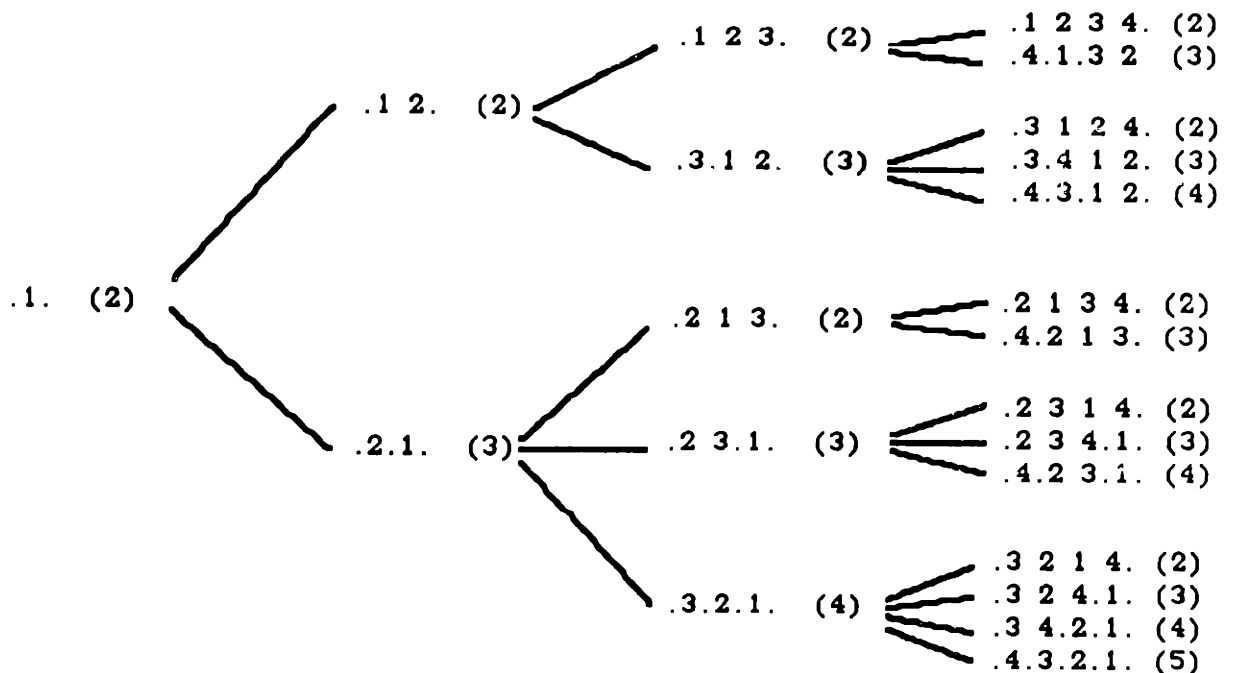 .1. (2)
.1 2. (2)
.2.1. (3)
.1 2 3. (2)
.3.1 2. (3)
.2 1 3. (2)
.2 3.1. (3)
.3.2.1. (4)
.1 2 3 4. (2)
.4.1.3 2 (3)
.3 1 2 4. (2)
.3.4 1 2. (3)
.4.3.1 2. (4)
.2 1 3 4. (2)
.4.2 1 3. (3)
.2 3 1 4. (2)
.2 3 4.1. (3)
.4.2 3.1. (4)
.3 2 1 4. (2)
.3 2 4.1. (3)
.3 4.2.1. (4)
.4.3.2.1. (5)